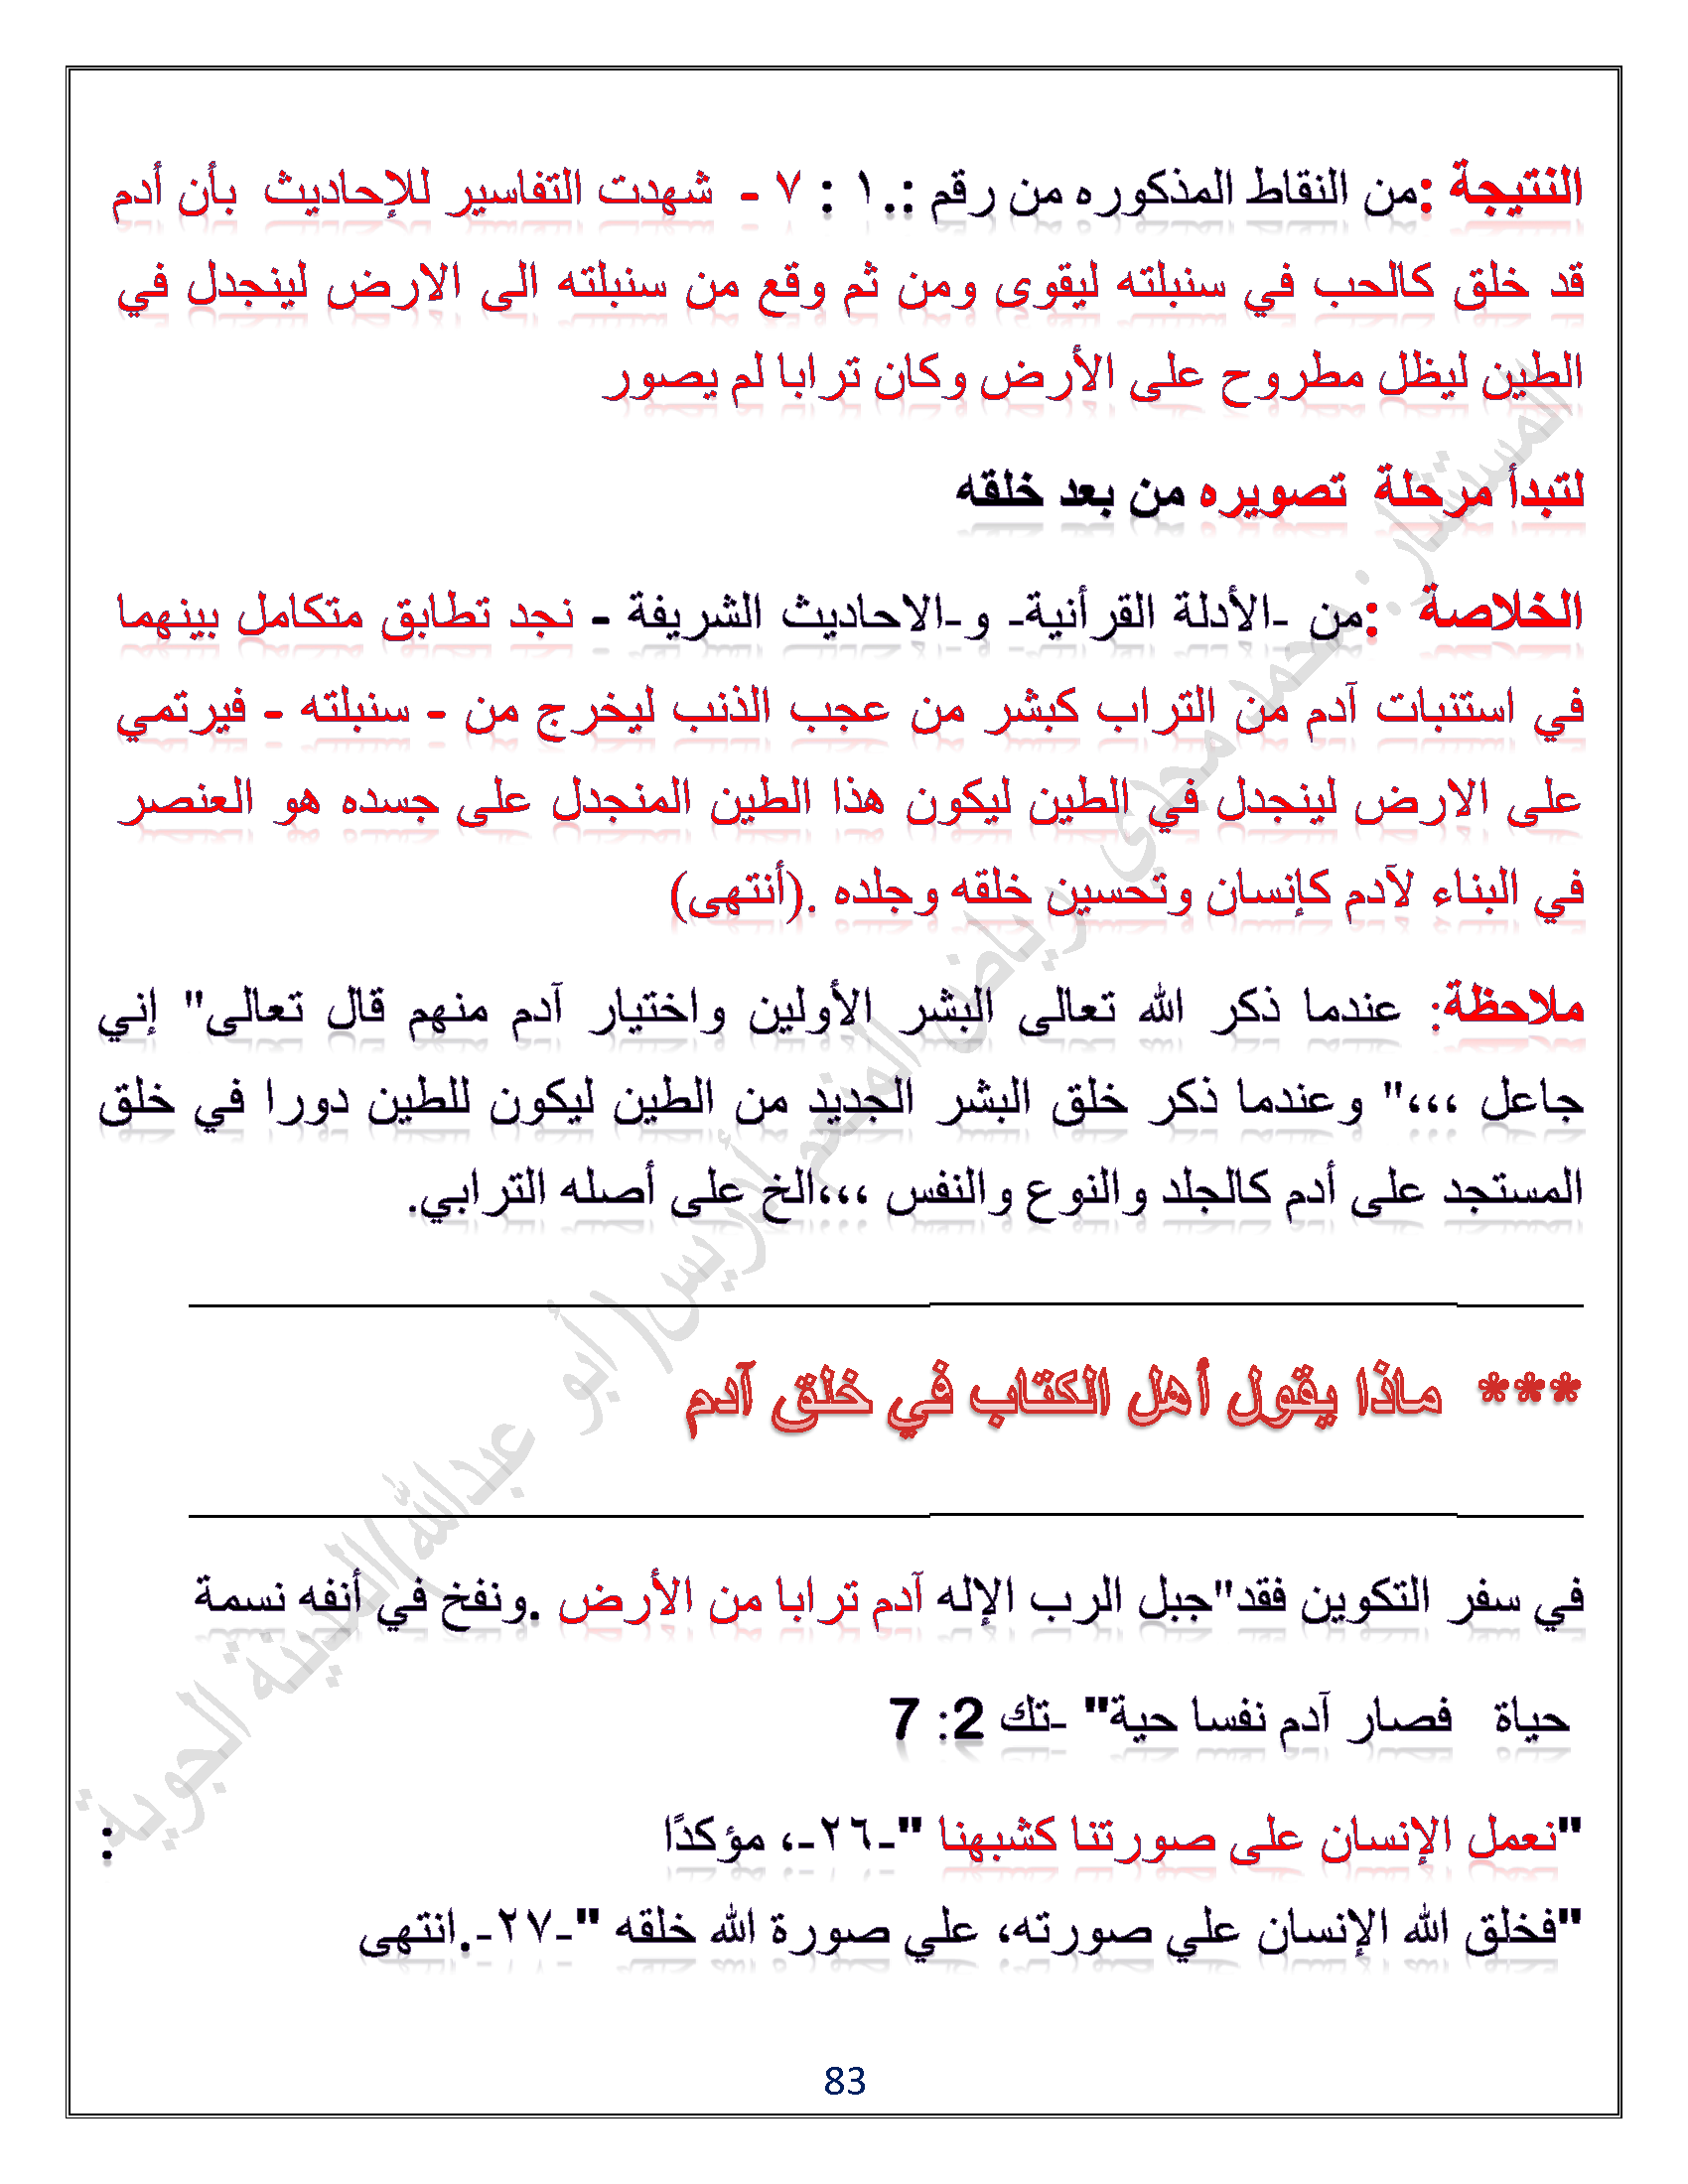 النتيجة :من النقاط المذكوره من رقم :.١ : ٧ - شهدت التفاسير للإحاديث بأن أدم
قد خلق كالحب في سنبلته ليقوى ومن ثم وقع من سنبلته الى الارض لينجدل في
الطين ليظل مطروح على الأرض وكان ترابا لم يصور
لتبدأ مرحلة تصويره من بعد خلقه
الخلاصة :من -الأدلة القرأنية- و-الاحاديث الشريفة - نجد تطابق متكامل بينهما
في استنبات آدم من التراب كبشر من عجب الذنب ليخرج من - سنبلته - فيرتمي
على الارض لينجدل في الطين ليكون هذا الطين المنجدل على جسده هو العنصر
في البناء لآدم كإنسان وتحسين خلقه وجلده .(أنتهى)
ملاحظة: عندما ذكر الله تعالى البشر الأولين واختيار آدم منهم قال تعالى" إني
جاعل ،،،" وعندما ذكر خلق البشر الجديد من الطين ليكون للطين دورا في خلق
المستجد على أدم كالجلد والنوع والنفس ،،،الخ على أصله الترابي.
*** ماذا يقول أهل الكتاب في خلق آدم
في سفر التكوين فقد"جبل الرب الإله آدم ترابا من الأرض .ونفخ في أنفه نسمة
حياة فصار آدم نفسا حية" -تك 2: 7
"نعمل الإنسان على صورتنا كشبهنا "-٢٦-، مؤكدًا :
"فخلق الله الإنسان علي صورته، علي صورة الله خلقه "-٢٧-.انتهى
83
المستشار: محمد مجدي رياض المنعم أدريس( أبو عبدالله)المدينة الجوية